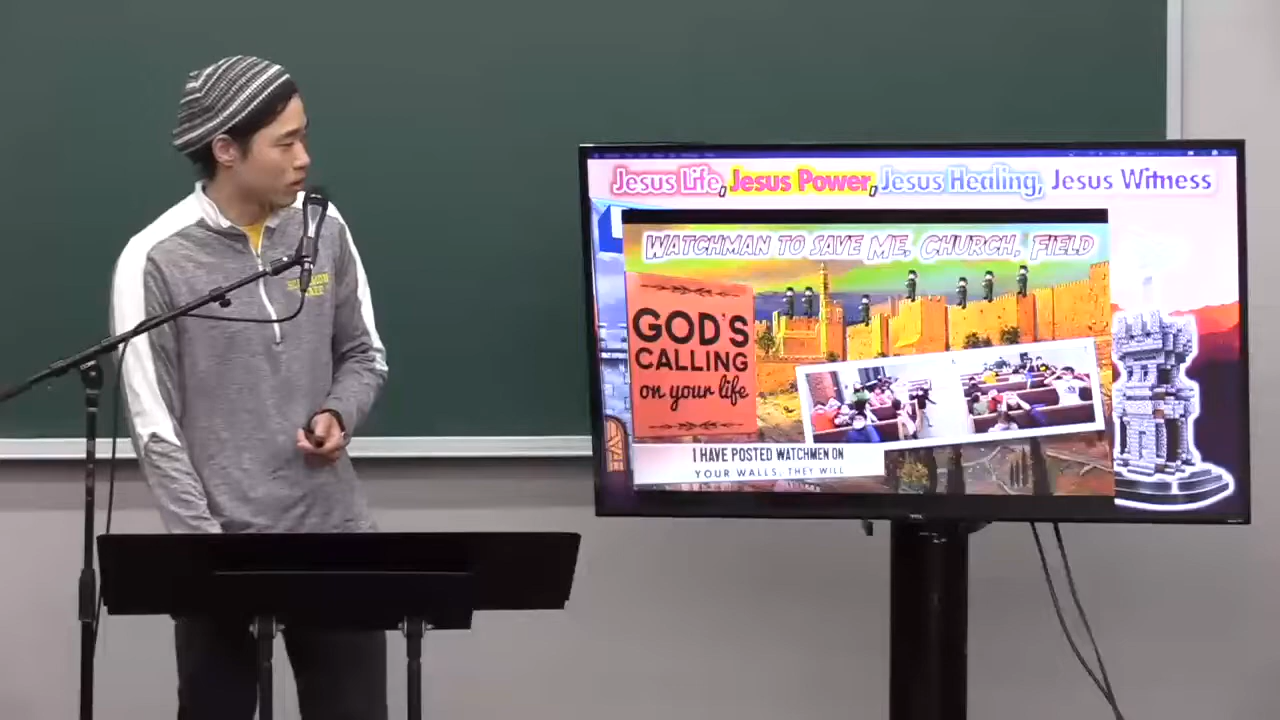 Jesus Life, Jesus Power, Jesus Healing, Jesus Witness
WATCHMAN TO SAVE ME, CHURCH, FIELD
GOD'S
CALLING
on your life
I HAVE POSTED WATCHMEN ON
YOUR WALLS. THEY WILL